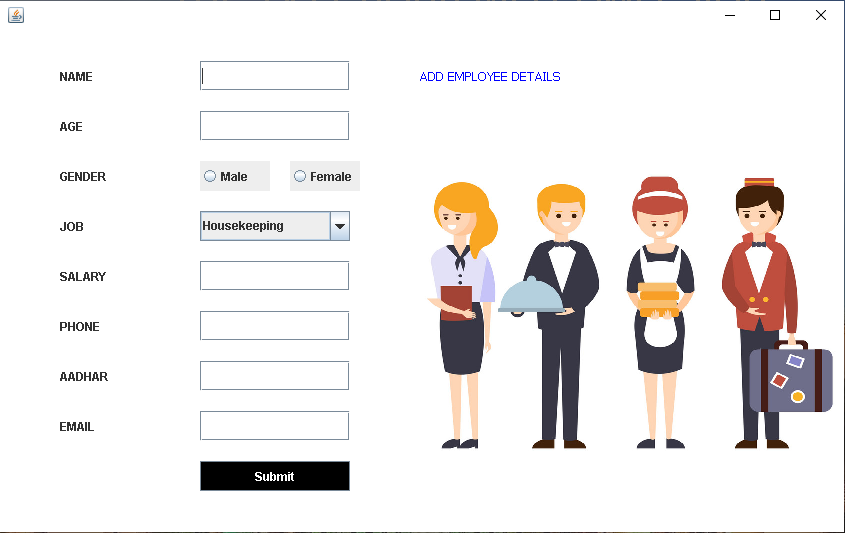 NAME
ADD EMPLOYEE DETAILS
AGE
GENDER Male Female
JOB Housekeeping
SALARY
PHONE
AADHAR
EMAIL
Submit